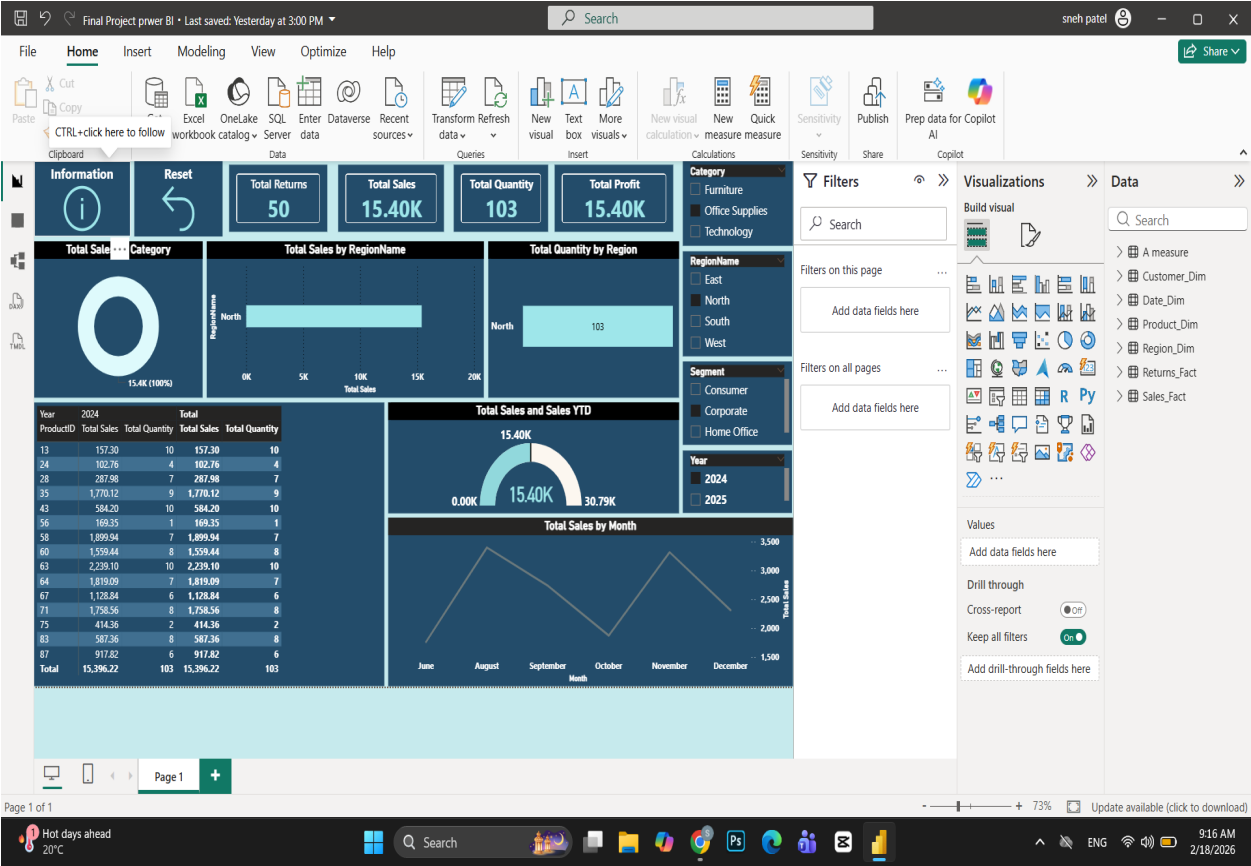 Final Project prwer BI • Last saved: Yesterday at 3:00 PM
Search
sneh patel
File Home Insert Modeling View Optimize Help
Share
Paste
Cut
Copy
CTRL+click here to follow
Clipboard
Excel workbook
OneLake catalog
SQL Server
Enter data
Dataverse
Recent sources
Data
Transform data
Refresh
Queries
New visual
Text box
More visuals
Insert
New visual calculation
New measure
Quick measure
Calculations
Sensitivity
Sensitivity
Publish
Share
Prep data for AI
Copilot
Copilot
Information
Reset
Total Returns
50
Total Sales
15.40K
Total Quantity
103
Total Profit
15.40K
Category
Furniture
Office Supplies
Technology
Total Sale ... Category
15.4K (100%)
Total Sales by RegionName
RegionName
North
0K 5K 10K 15K 20K
Total Sales
Total Quantity by Region
North
103
RegionName
East
North
South
West
Segment
Consumer
Corporate
Home Office
Year
2024
2025
Year 2024 Total
ProductID Total Sales Total Quantity Total Sales Total Quantity
13 157.30 10 157.30 10
24 102.76 4 102.76 4
28 287.98 7 287.98 7
35 1,770.12 9 1,770.12 9
43 584.20 10 584.20 10
56 169.35 1 169.35 1
58 1,899.94 7 1,899.94 7
60 1,559.44 8 1,559.44 8
63 2,239.10 10 2,239.10 10
64 1,819.09 7 1,819.09 7
67 1,128.84 6 1,128.84 6
71 1,758.56 8 1,758.56 8
75 414.36 2 414.36 2
83 587.36 8 587.36 8
87 917.82 6 917.82 6
Total 15,396.22 103 15,396.22 103
Total Sales and Sales YTD
15.40K
15.40K
0.00K
30.79K
Total Sales by Month
3,500
3,000
2,500
2,000
1,500
Total Sales
June August September October November December
Month
Filters
Search
Filters on this page
...
Add data fields here
Filters on all pages
...
Add data fields here
Visualizations
Build visual
R
Py
...
Values
Add data fields here
Drill through
Cross-report
Off
Keep all filters
On
Add drill-through fields here
Data
Search
A measure
Customer_Dim
Date_Dim
Product_Dim
Region_Dim
Returns_Fact
Sales_Fact
DAX
TMDL
Page 1
+
Page 1 of 1
- + 73%
Update available (click to download)
1
Hot days ahead
20°C
Search
Ps
ENG
9:16 AM
2/18/2026